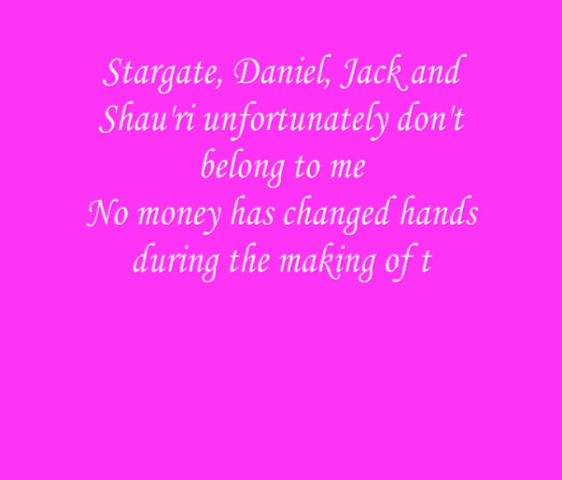 Stargate, Daniel, Jack and
Shau'ri unfortunately don't
belong to me
No money has changed hands
during the making of t